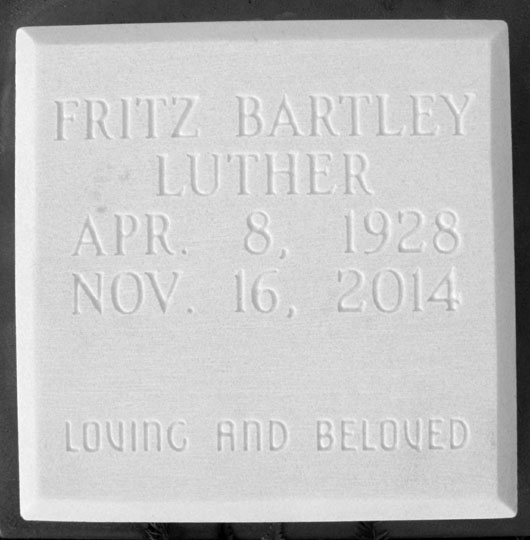 FRITZ BARTLEY
LUTHER
APR. 8, 1928
NOV. 16, 2014
LOVING AND BELOVED